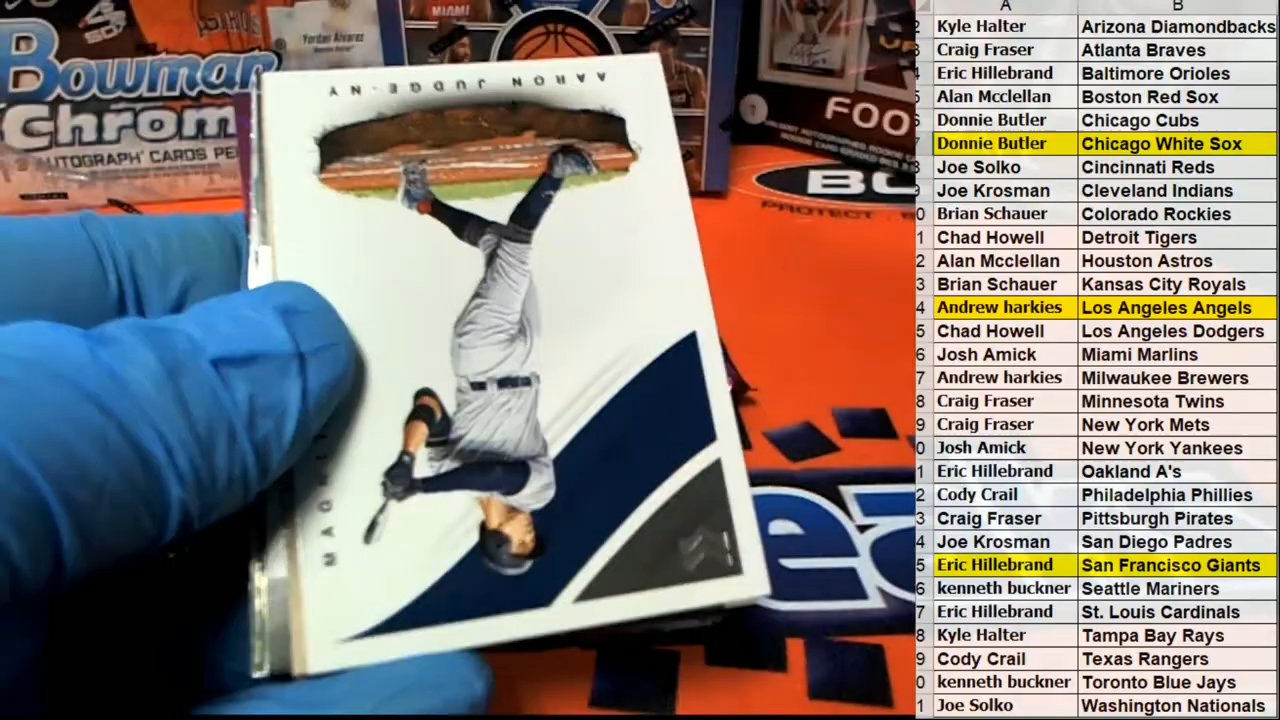 Bowman
Chrom
AUTOGRAPH CARDS PE
Yordan Alvarez
FOO
AARON JUDGE-NY
BC
PROTECT
A B
Kyle Halter Arizona Diamondbacks
Craig Fraser Atlanta Braves
Eric Hillebrand Baltimore Orioles
Alan Mcclellan Boston Red Sox
Donnie Butler Chicago Cubs
Donnie Butler Chicago White Sox
Joe Solko Cincinnati Reds
Joe Krosman Cleveland Indians
Brian Schauer Colorado Rockies
Chad Howell Detroit Tigers
Alan Mcclellan Houston Astros
Brian Schauer Kansas City Royals
Andrew harkies Los Angeles Angels
Chad Howell Los Angeles Dodgers
Josh Amick Miami Marlins
Andrew harkies Milwaukee Brewers
Craig Fraser Minnesota Twins
Craig Fraser New York Mets
Josh Amick New York Yankees
Eric Hillebrand Oakland A's
Cody Crail Philadelphia Phillies
Craig Fraser Pittsburgh Pirates
Joe Krosman San Diego Padres
Eric Hillebrand San Francisco Giants
kenneth buckner Seattle Mariners
Eric Hillebrand St. Louis Cardinals
Kyle Halter Tampa Bay Rays
Cody Crail Texas Rangers
kenneth buckner Toronto Blue Jays
Joe Solko Washington Nationals